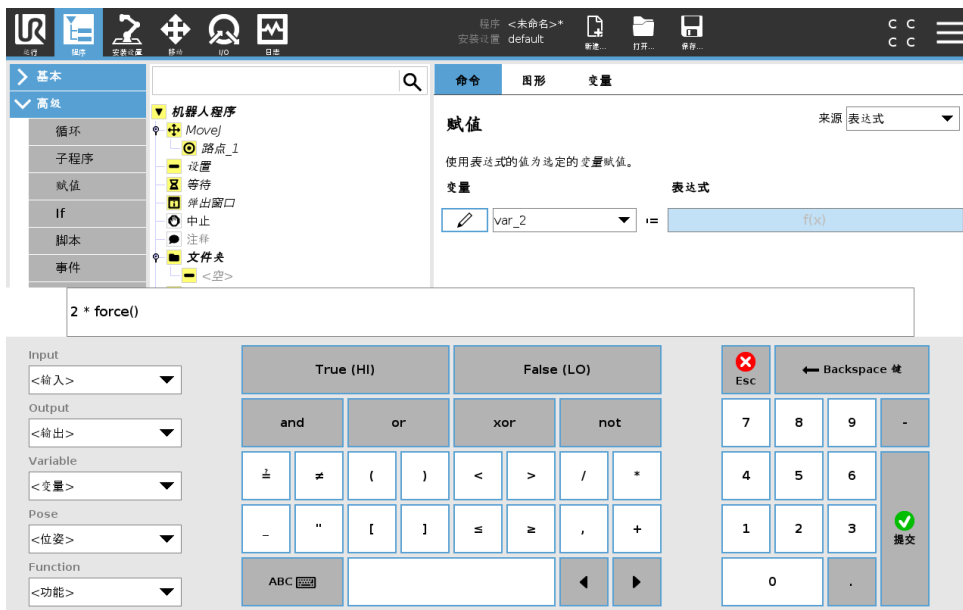 UR
程序 <未命名>*
安装设置 default
运行 程序 安装设置 移动 I/O 日志 新建... 打开... 保存...
C C
C C
基本
高级
循环
子程序
赋值
If
脚本
事件
机器人程序
MoveJ
路点_1
设置
等待
弹出窗口
中止
注释
文件夹
<空>
命令 图形 变量
赋值
来源 表达式
使用表达式的值为选定的变量赋值。
变量 表达式
var_2 := f(x)
2 * force()
Input
<输入>
Output
<输出>
Variable
<变量>
Pose
<位姿>
Function
<功能>
True (HI) False (LO)
and or xor not
≟ ≠ ( ) < > / *
_ " [ ] ≤ ≥ , +
ABC
Esc Backspace 键
7 8 9 -
4 5 6
1 2 3 提交
0 .